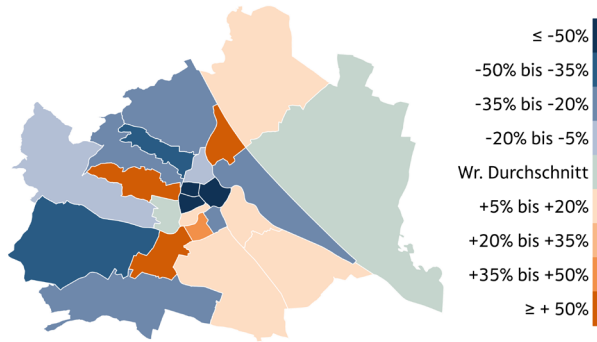 ≤ -50%
-50% bis -35%
-35% bis -20%
-20% bis -5%
Wr. Durchschnitt
+5% bis +20%
+20% bis +35%
+35% bis +50%
≥ + 50%